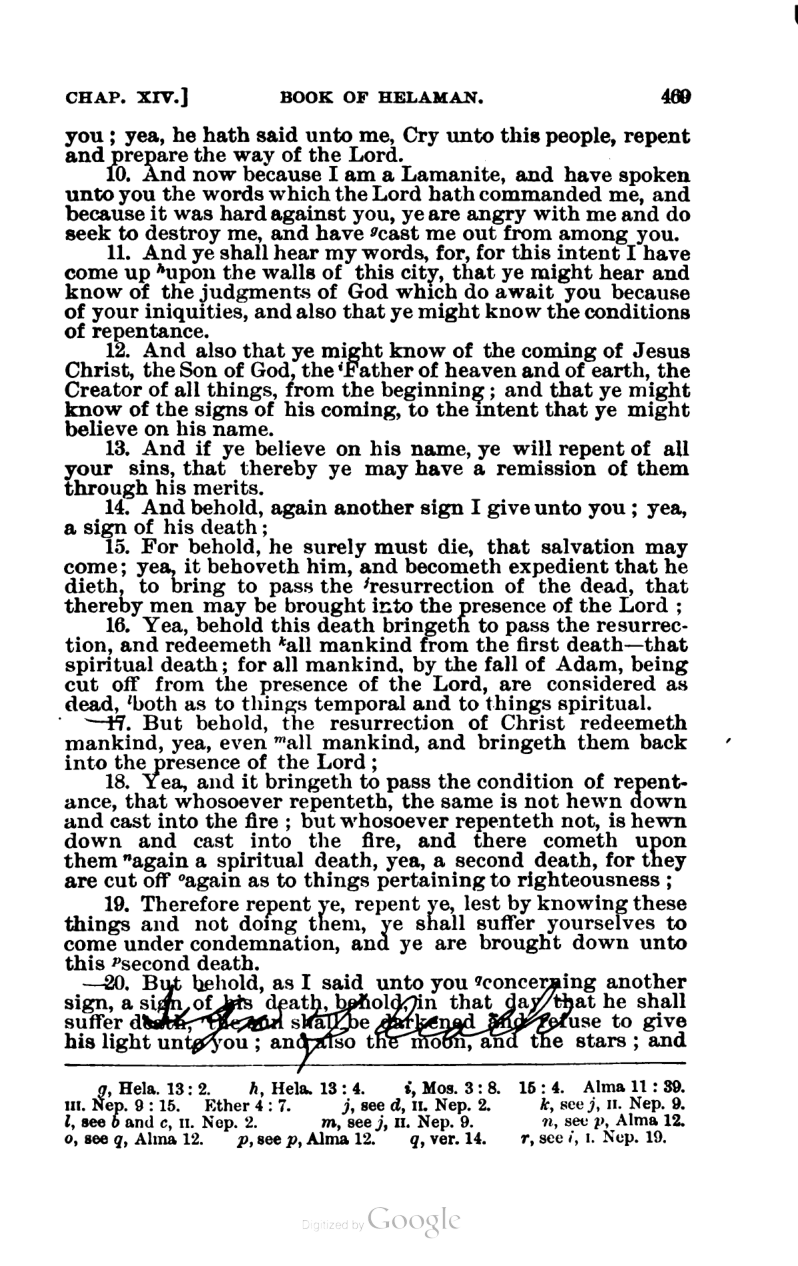 CHAP. XIV.] BOOK OF HELAMAN. 469
you ; yea, he hath said unto me, Cry unto this people, repent
and prepare the way of the Lord.
10. And now because I am a Lamanite, and have spoken
unto you the words which the Lord hath commanded me, and
because it was hard against you, ye are angry with me and do
seek to destroy me, and have gcast me out from among you.
11. And ye shall hear my words, for, for this intent I have
come up hupon the walls of this city, that ye might hear and
know of the judgments of God which do await you because
of your iniquities, and also that ye might know the conditions
of repentance.
12. And also that ye might know of the coming of Jesus
Christ, the Son of God, the iFather of heaven and of earth, the
Creator of all things, from the beginning ; and that ye might
know of the signs of his coming, to the intent that ye might
believe on his name.
13. And if ye believe on his name, ye will repent of all
your sins, that thereby ye may have a remission of them
through his merits.
14. And behold, again another sign I give unto you ; yea,
a sign of his death ;
15. For behold, he surely must die, that salvation may
come; yea, it behoveth him, and becometh expedient that he
dieth, to bring to pass the jresurrection of the dead, that
thereby men may be brought into the presence of the Lord ;
16. Yea, behold this death bringeth to pass the resurrec-
tion, and redeemeth kall mankind from the first death—that
spiritual death; for all mankind, by the fall of Adam, being
cut off from the presence of the Lord, are considered as
dead, lboth as to things temporal and to things spiritual.
17. But behold, the resurrection of Christ redeemeth
mankind, yea, even mall mankind, and bringeth them back
into the presence of the Lord ;
18. Yea, and it bringeth to pass the condition of repent-
ance, that whosoever repenteth, the same is not hewn down
and cast into the fire ; but whosoever repenteth not, is hewn
down and cast into the fire, and there cometh upon
them nagain a spiritual death, yea, a second death, for they
are cut off oagain as to things pertaining to righteousness ;
19. Therefore repent ye, repent ye, lest by knowing these
things and not doing them, ye shall suffer yourselves to
come under condemnation, and ye are brought down unto
this psecond death.
20. But behold, as I said unto you qconcerning another
sign, a sign of his death, behold, in that day that he shall
suffer death, the sun shall be darkened and refuse to give
his light unto you ; and also the moon, and the stars ; and
g, Hela. 13 : 2. h, Hela. 13 : 4. i, Mos. 3 : 8. 15 : 4. Alma 11 : 39.
III. Nep. 9 : 15. Ether 4 : 7. j, see d, II. Nep. 2. k, see j, II. Nep. 9.
l, see b and c, II. Nep. 2. m, see j, II. Nep. 9. n, see p, Alma 12.
o, see q, Alma 12. p, see p, Alma 12. q, ver. 14. r, see i, I. Nep. 19.
Digitized by Google